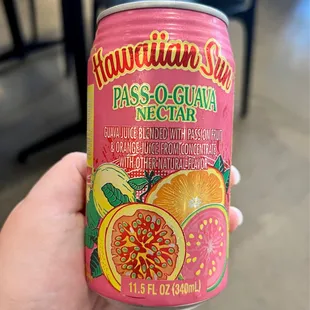 Hawaiian Sun
PASS-O-GUAVA
NECTAR
GUAVA JUICE BLENDED WITH PASSION FRUIT
& ORANGE JUICE FROM CONCENTRATE
WITH OTHER NATURAL FLAVOR
11.5 FL OZ (340mL)